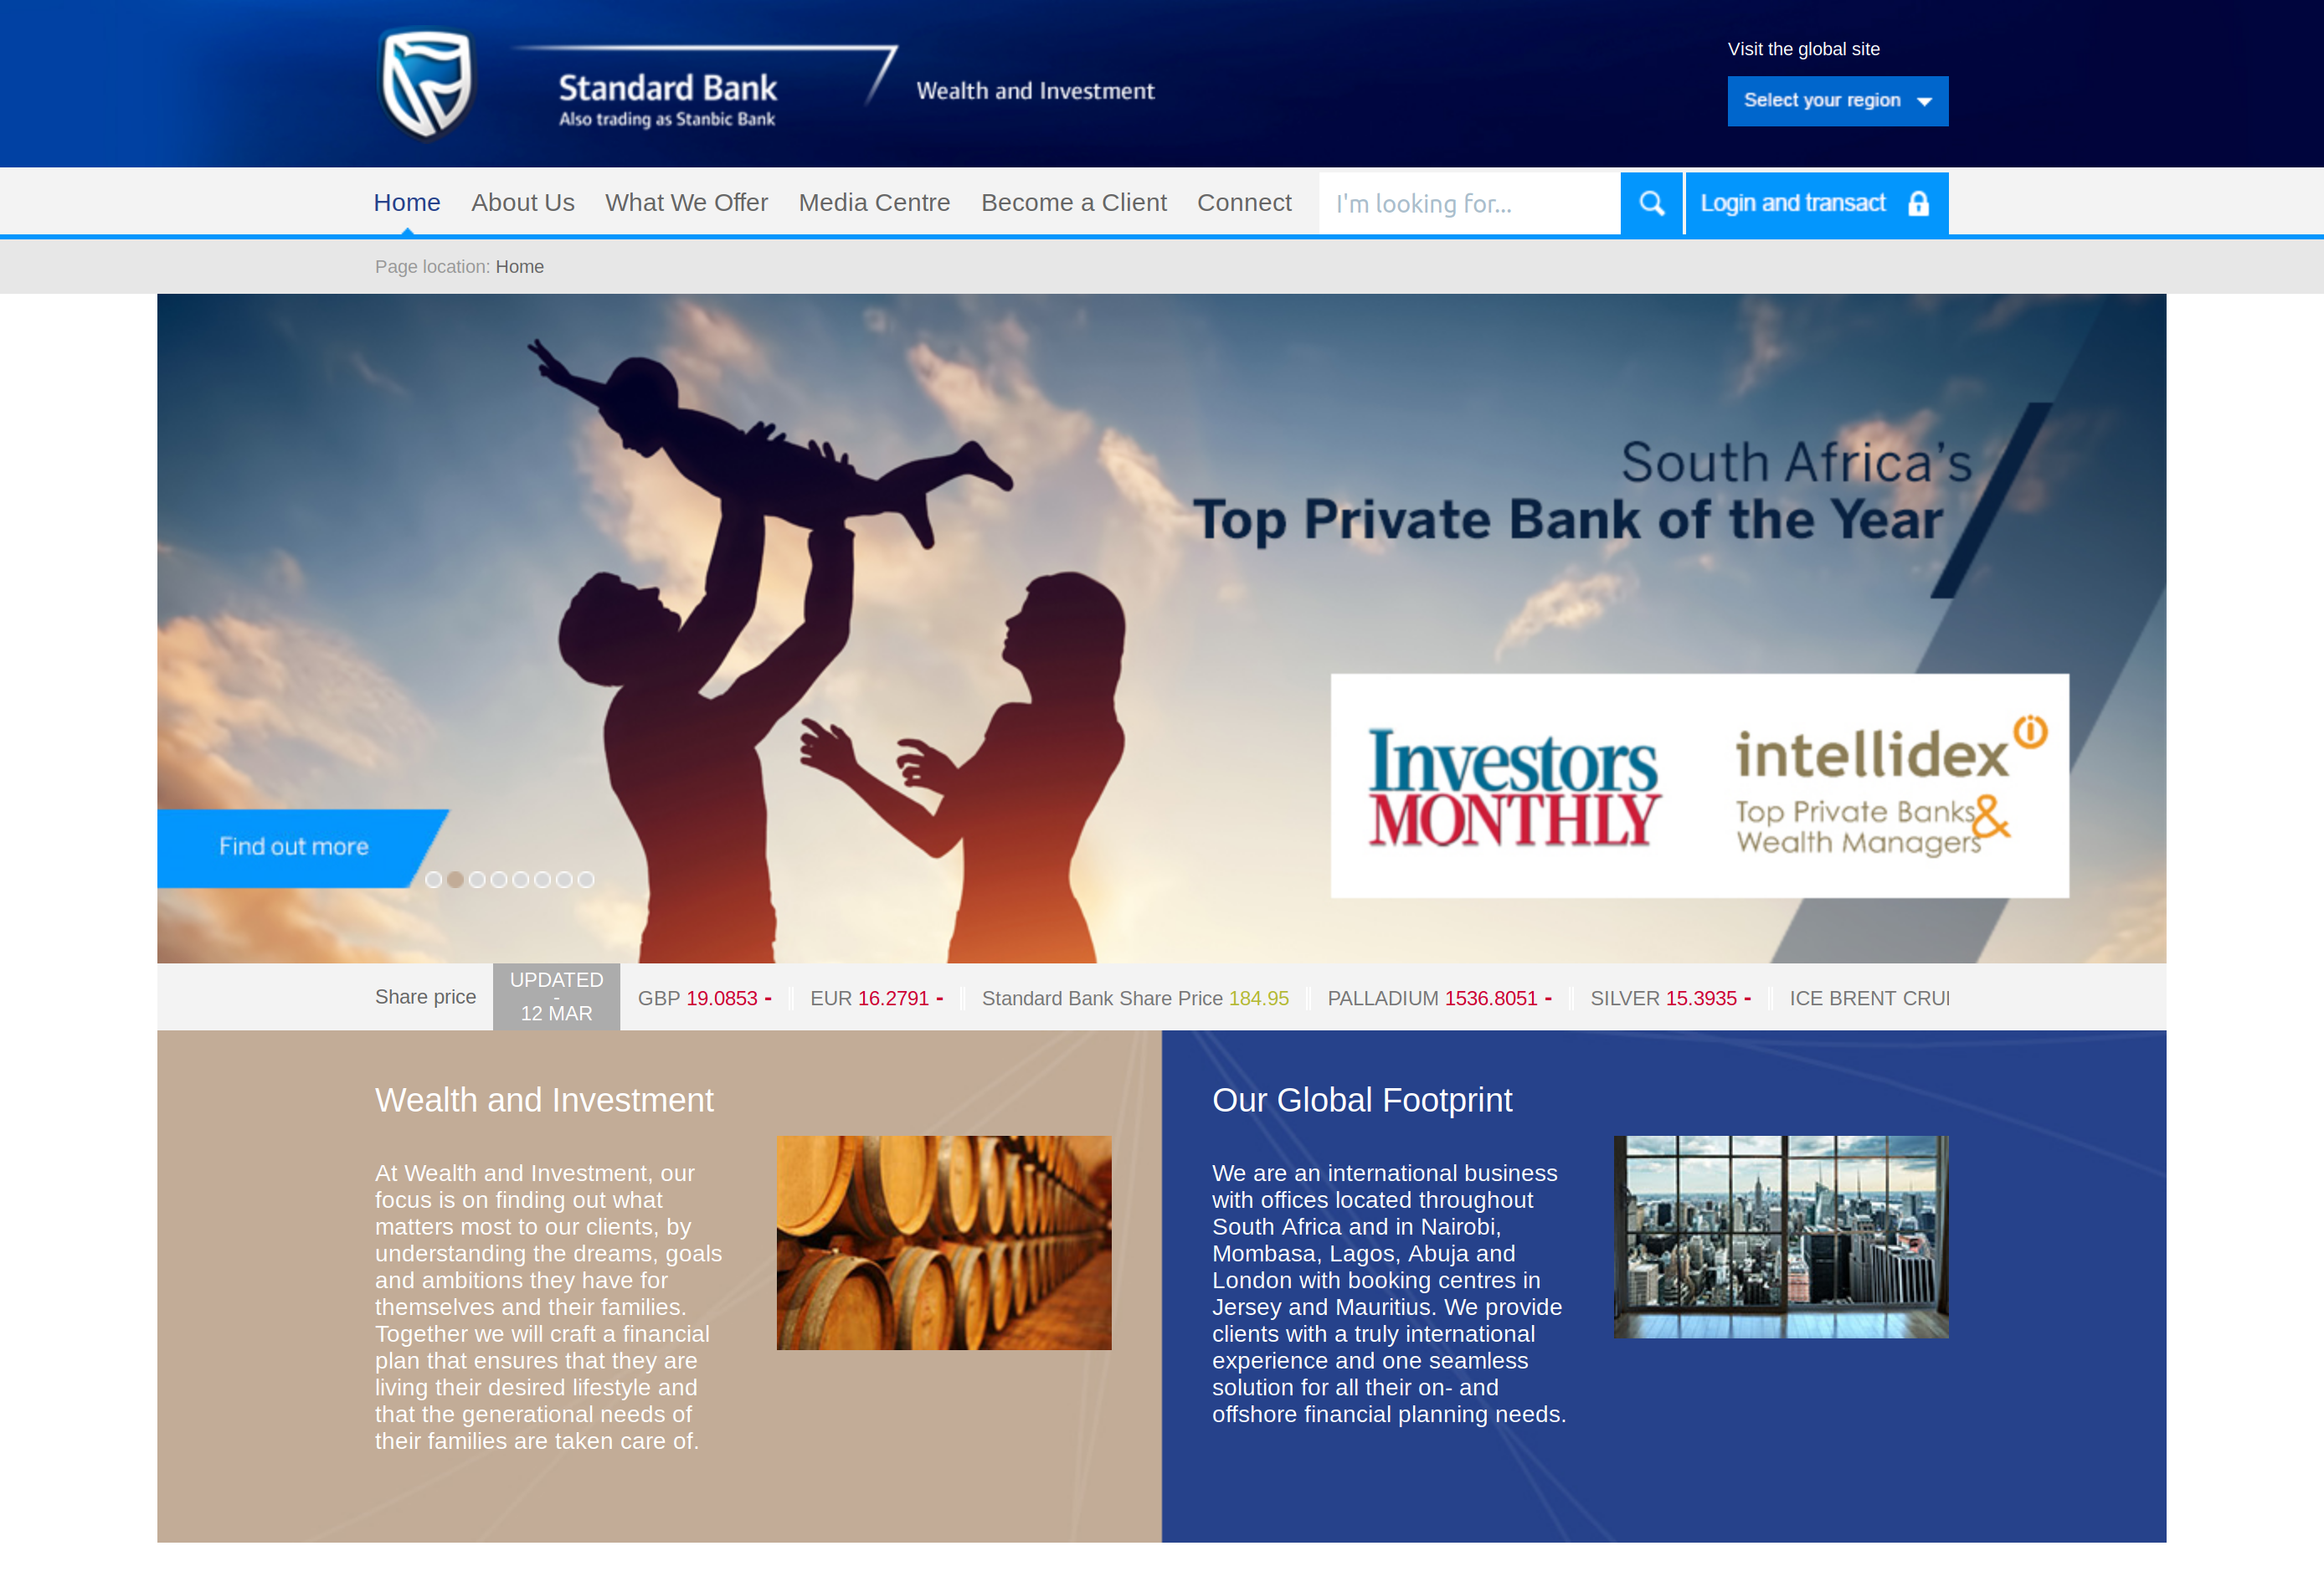 Standard Bank
Also trading as Stanbic Bank
Wealth and Investment
Visit the global site
Select your region
Home About Us What We Offer Media Centre Become a Client Connect I'm looking for... Login and transact
Page location: Home
South Africa's
Top Private Bank of the Year
Investors
MONTHLY
intellidex
Top Private Banks &
Wealth Managers
Find out more
Share price
UPDATED
-
12 MAR
GBP 19.0853 - EUR 16.2791 - Standard Bank Share Price 184.95 PALLADIUM 1536.8051 - SILVER 15.3935 - ICE BRENT CRU
Wealth and Investment
At Wealth and Investment, our
focus is on finding out what
matters most to our clients, by
understanding the dreams, goals
and ambitions they have for
themselves and their families.
Together we will craft a financial
plan that ensures that they are
living their desired lifestyle and
that the generational needs of
their families are taken care of.
Our Global Footprint
We are an international business
with offices located throughout
South Africa and in Nairobi,
Mombasa, Lagos, Abuja and
London with booking centres in
Jersey and Mauritius. We provide
clients with a truly international
experience and one seamless
solution for all their on- and
offshore financial planning needs.